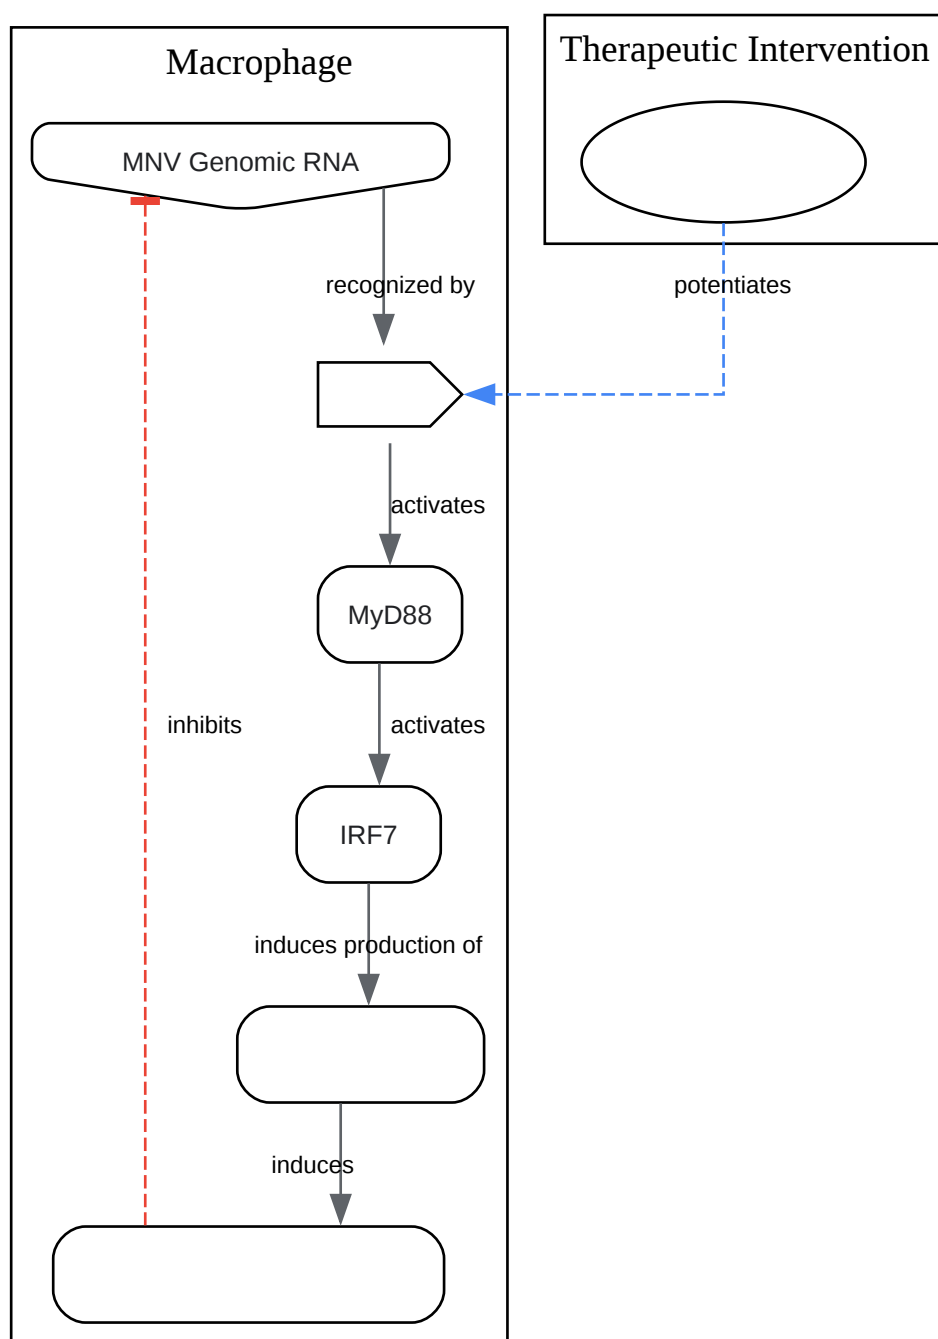 Macrophage
Therapeutic Intervention
MNV Genomic RNA
recognized by
potentiates
activates
MyD88
inhibits
activates
IRF7
induces production of
induces